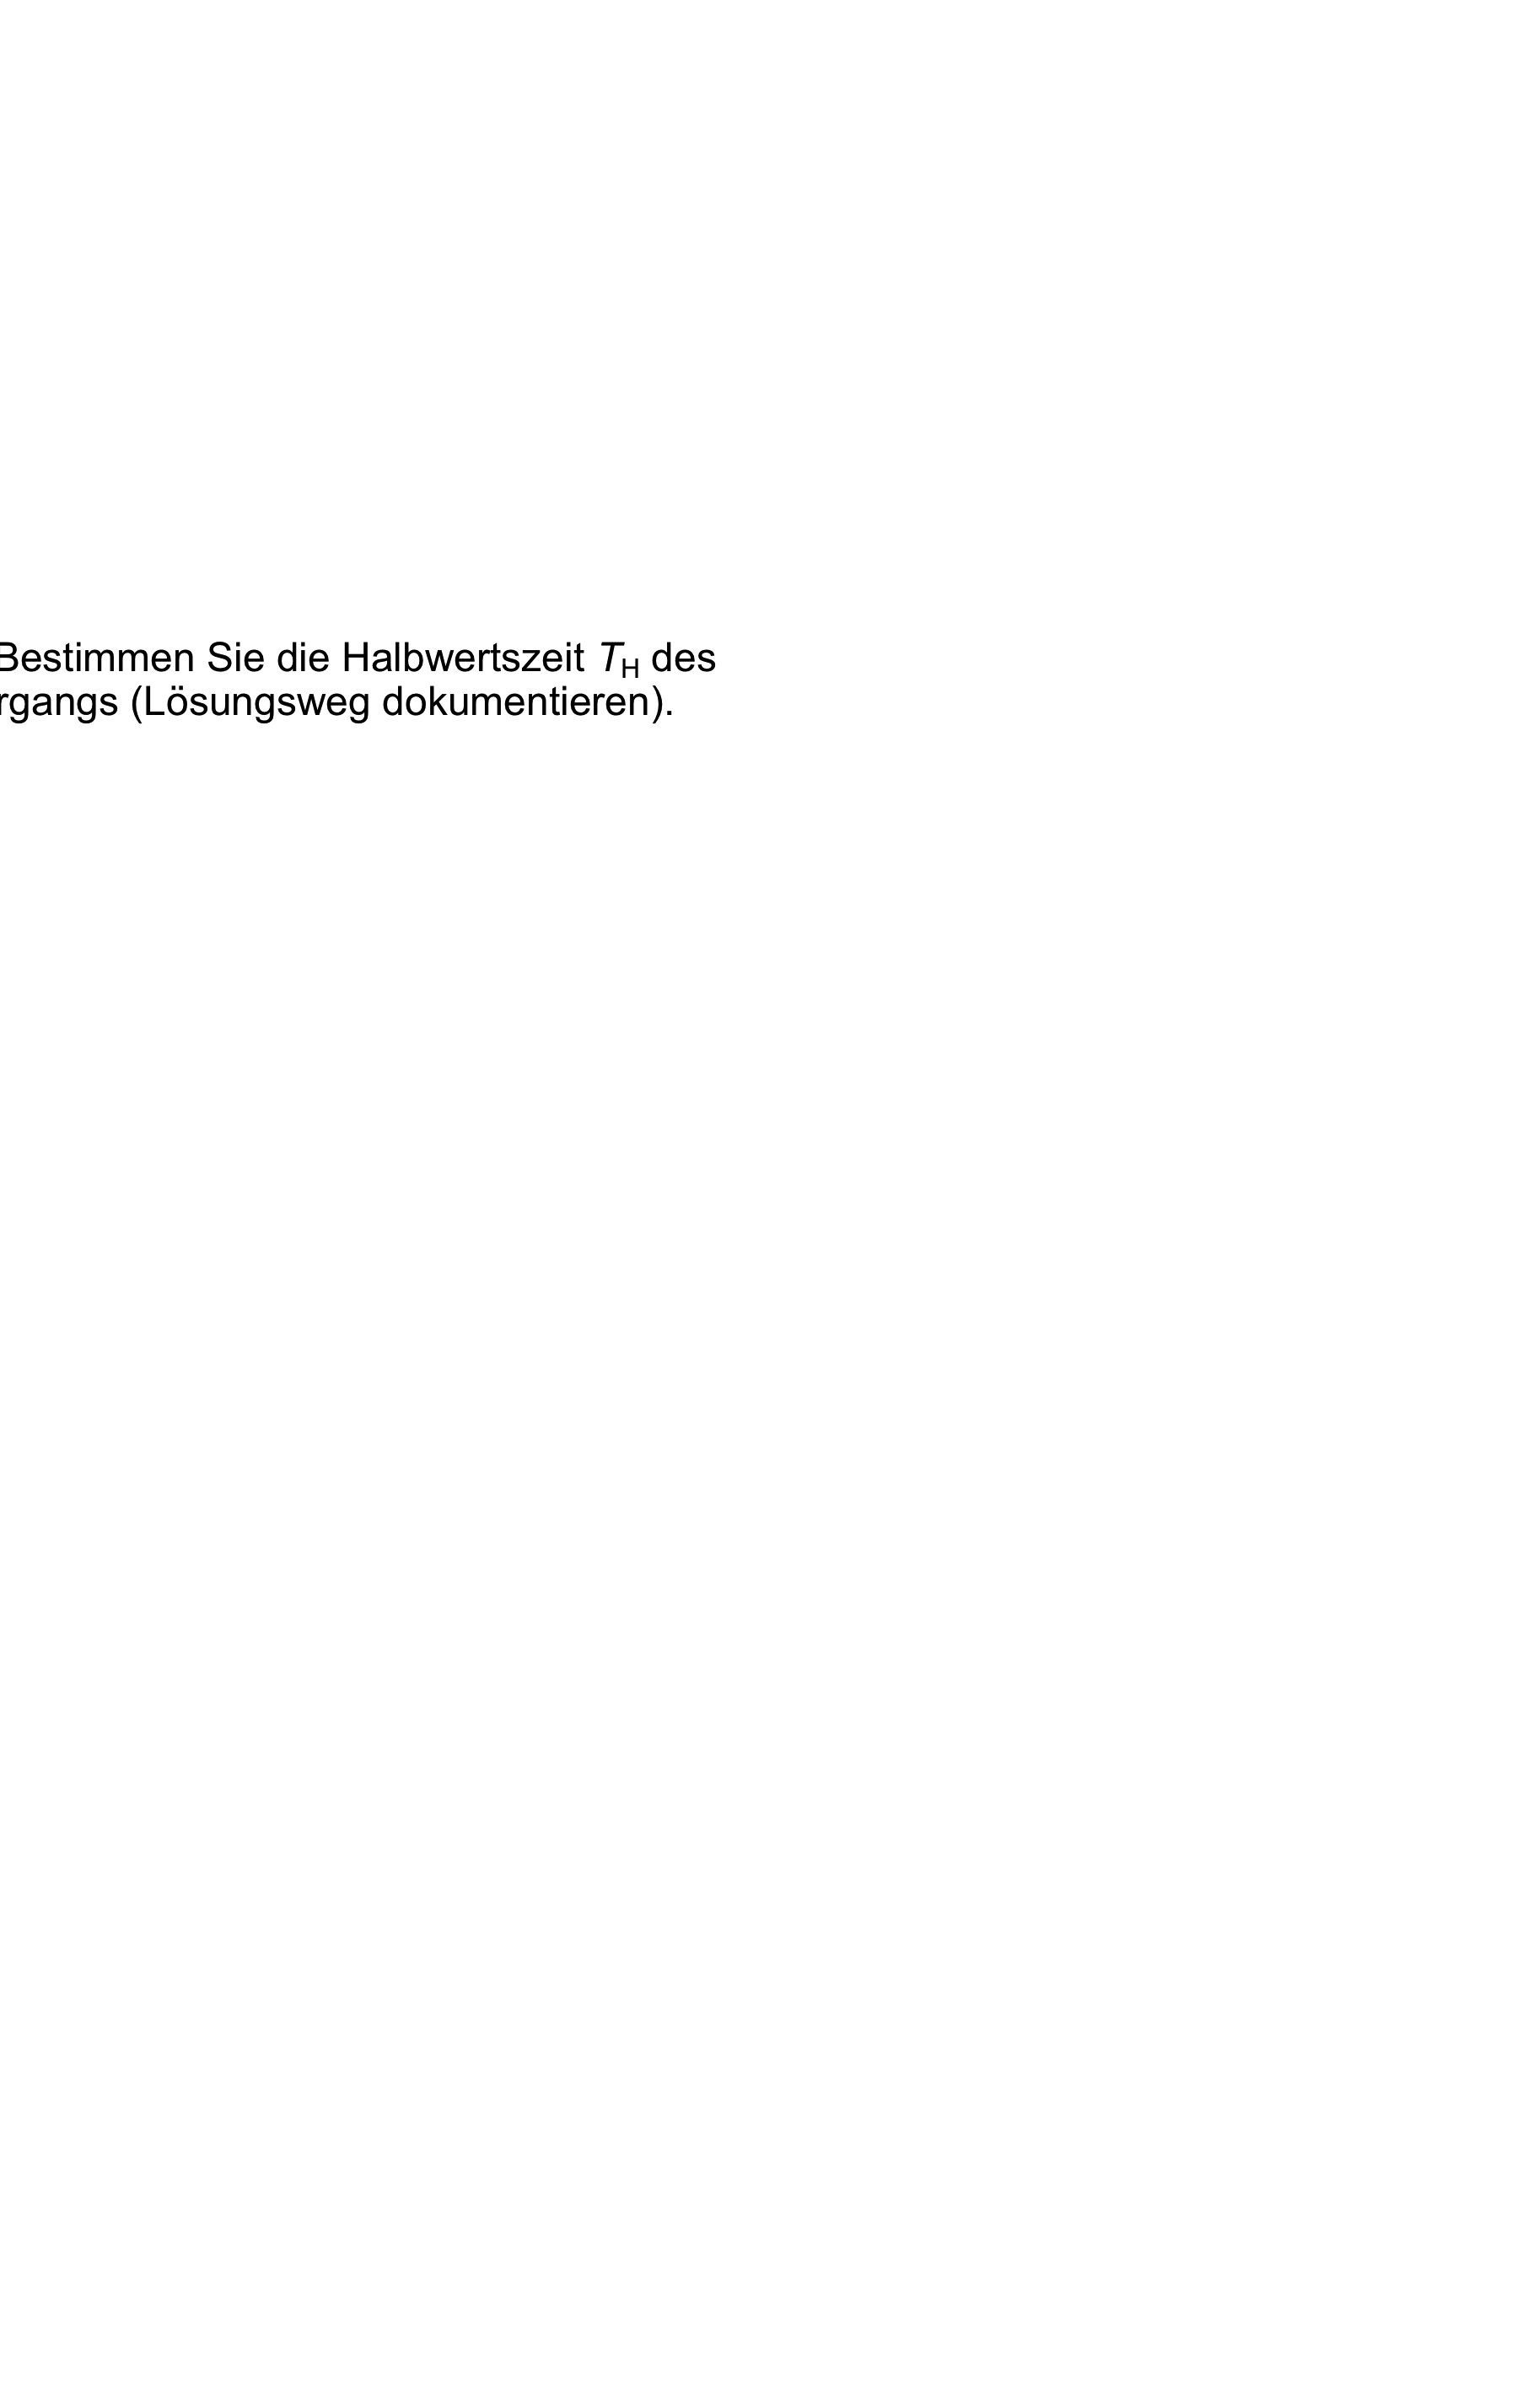 Bestimmen Sie die Halbwertszeit TH des
rgangs (Lösungsweg dokumentieren).